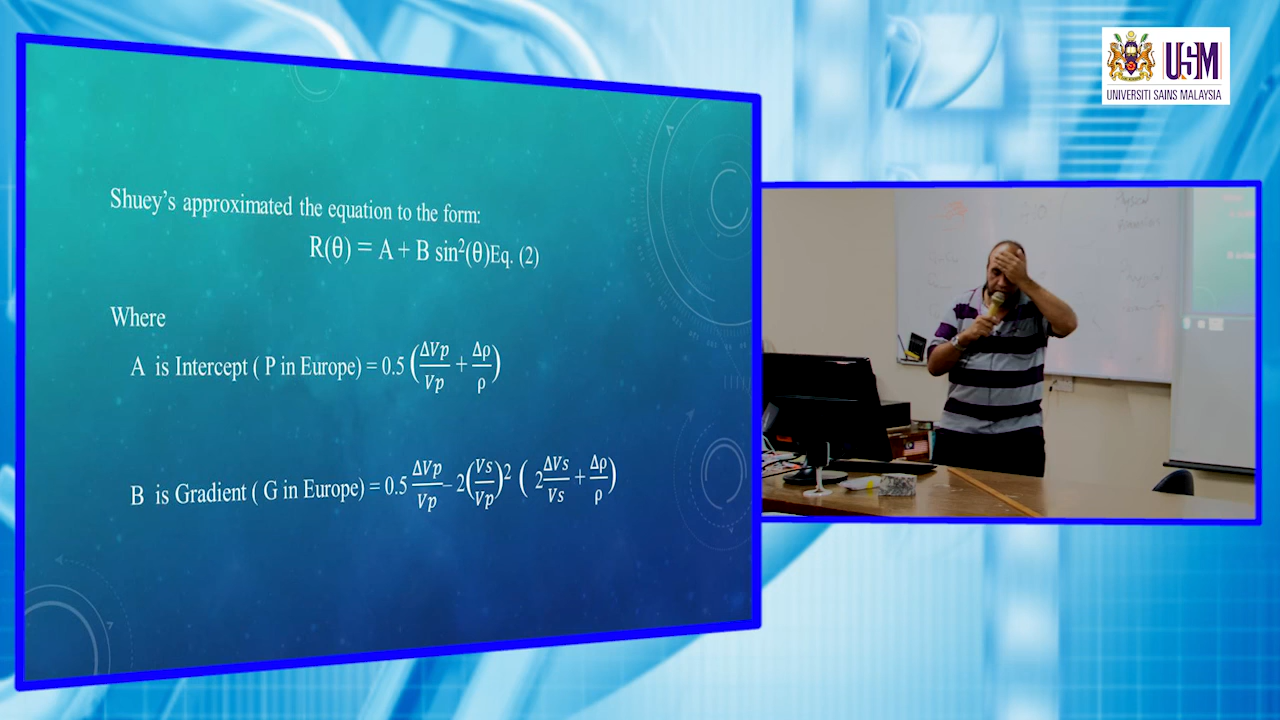 USM
UNIVERSITI SAINS MALAYSIA
Shuey's approximated the equation to the form:
R(θ) = A + B sin²(θ)Eq. (2)
Where
A is Intercept ( P in Europe) = 0.5 (ΔVp/Vp + Δρ/ρ)
B is Gradient ( G in Europe) = 0.5 ΔVp/Vp – 2(Vs/Vp)² ( 2 ΔVs/Vs + Δρ/ρ)